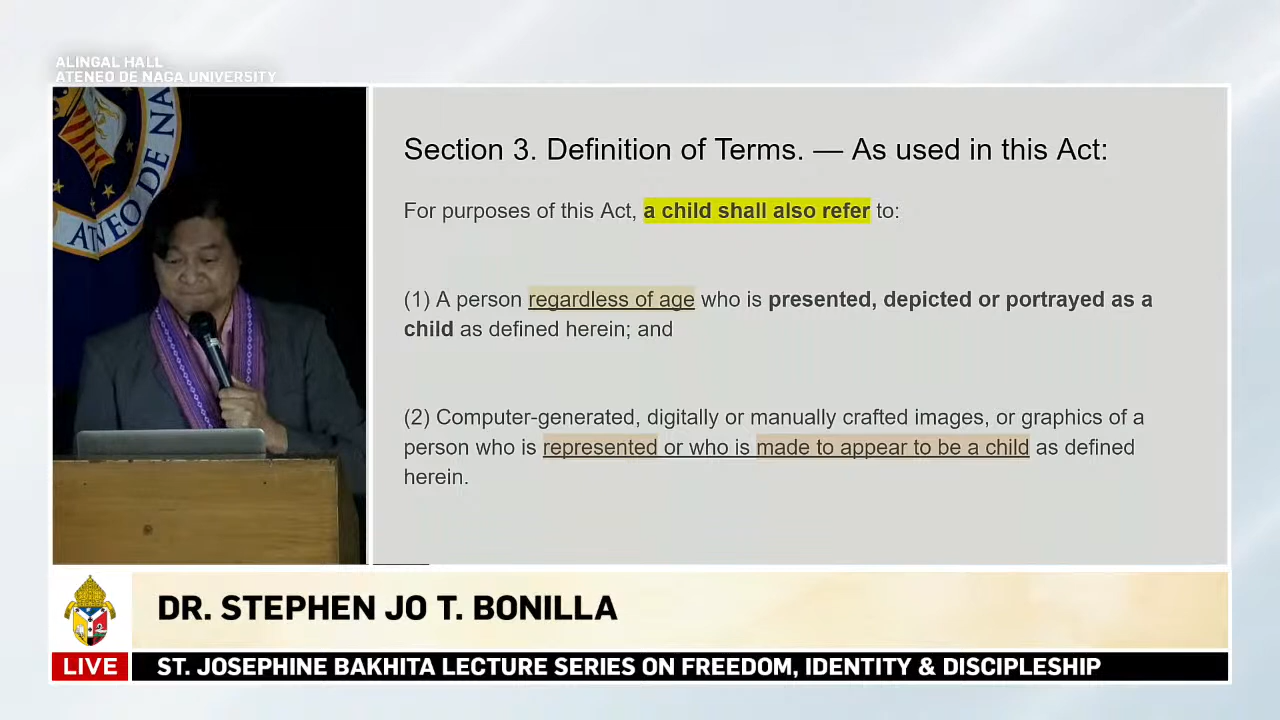 ALINGAL HALL
ATENEO DE NAGA UNIVERSITY
ATENEO DE NA
Section 3. Definition of Terms. — As used in this Act:
For purposes of this Act, a child shall also refer to:
(1) A person regardless of age who is presented, depicted or portrayed as a
child as defined herein; and
(2) Computer-generated, digitally or manually crafted images, or graphics of a
person who is represented or who is made to appear to be a child as defined
herein.
DR. STEPHEN JO T. BONILLA
LIVE ST. JOSEPHINE BAKHITA LECTURE SERIES ON FREEDOM, IDENTITY & DISCIPLESHIP